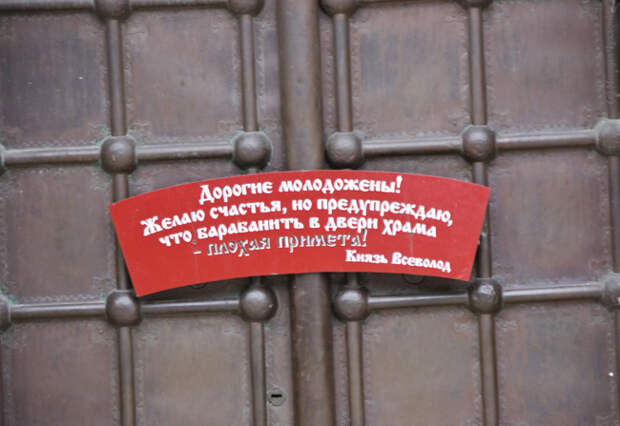 Дорогие молодожены!
Желаю счастья, но предупреждаю,
что барабанить в двери храма
- плохая примета!
Князь Всеволод